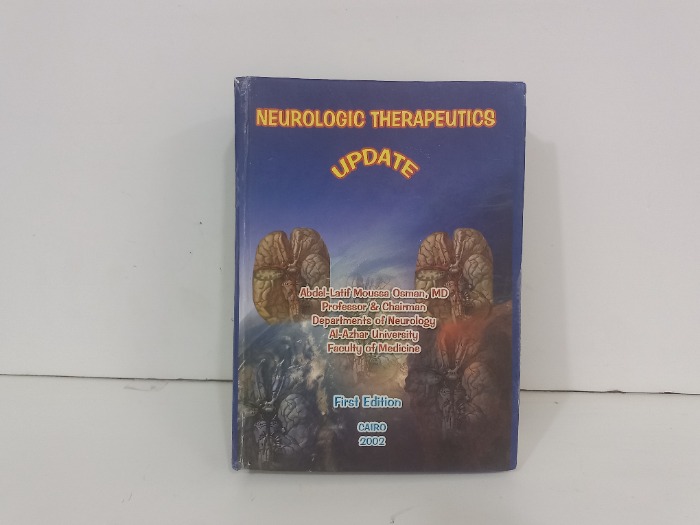 NEUROLOGIC THERAPEUTICS
UPDATE
Abdel-Latif Moussa Osman, MD
Professor & Chairman
Departments of Neurology
Al-Azhar University
Faculty of Medicine
First Edition
CAIRO
2002